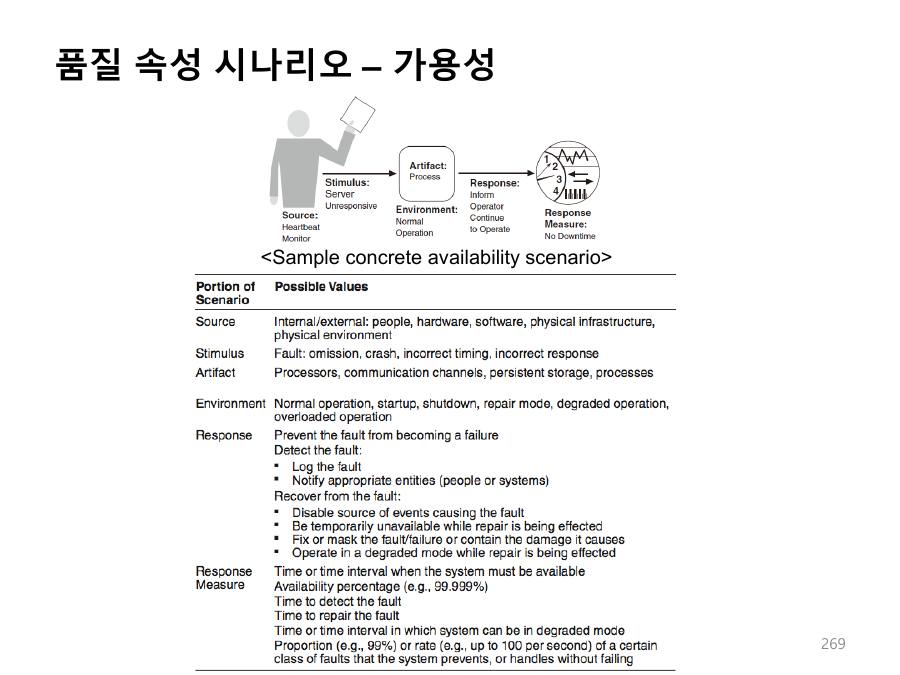 품질 속성 시나리오 – 가용성
Source:
Heartbeat
Monitor
Stimulus:
Server
Unresponsive
Artifact:
Process
Environment:
Normal
Operation
Response:
Inform
Operator
Continue
to Operate
1
2
3
4
Response
Measure:
No Downtime
<Sample concrete availability scenario>
Portion of Scenario
Possible Values
Source
Internal/external: people, hardware, software, physical infrastructure,
physical environment
Stimulus
Fault: omission, crash, incorrect timing, incorrect response
Artifact
Processors, communication channels, persistent storage, processes
Environment
Normal operation, startup, shutdown, repair mode, degraded operation,
overloaded operation
Response
Prevent the fault from becoming a failure
Detect the fault:
▪ Log the fault
▪ Notify appropriate entities (people or systems)
Recover from the fault:
▪ Disable source of events causing the fault
▪ Be temporarily unavailable while repair is being effected
▪ Fix or mask the fault/failure or contain the damage it causes
▪ Operate in a degraded mode while repair is being effected
Response Measure
Time or time interval when the system must be available
Availability percentage (e.g., 99.999%)
Time to detect the fault
Time to repair the fault
Time or time interval in which system can be in degraded mode
Proportion (e.g., 99%) or rate (e.g., up to 100 per second) of a certain
class of faults that the system prevents, or handles without failing
269